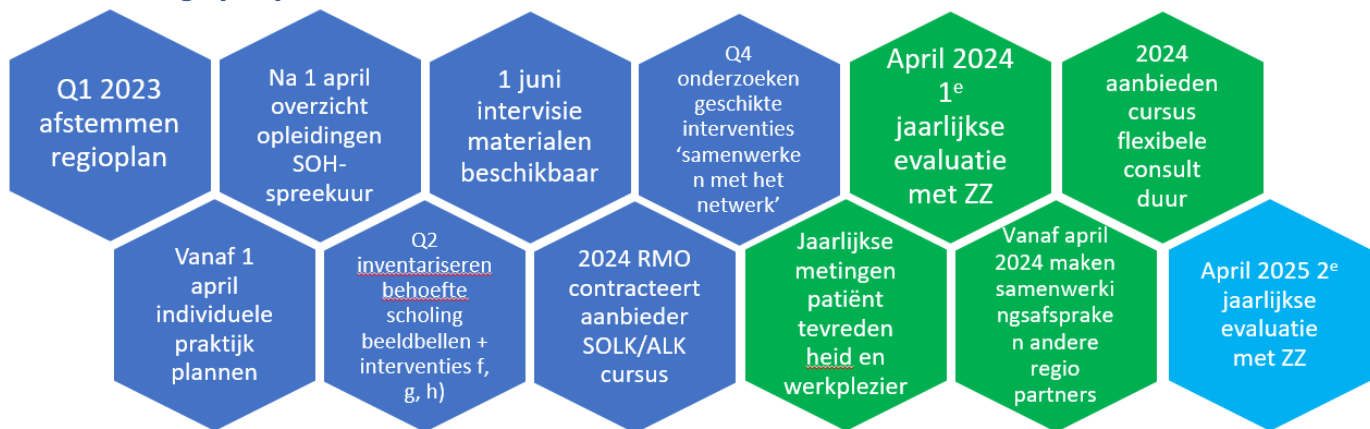 Q1 2023
afstemmen
regioplan
Na 1 april
overzicht
opleidingen
SOH-
spreekuur
1 juni
intervisie
materialen
beschikbaar
Q4
onderzoeken
geschikte
interventies
‘samenwerke
n met het
netwerk’
April 2024
1e
jaarlijkse
evaluatie
met ZZ
2024
aanbieden
cursus
flexibele
consult
duur
Vanaf 1
april
individuele
praktijk
plannen
Q2
inventariseren
behoefte
scholing
beeldbellen +
interventies f,
g, h)
2024 RMO
contracteert
aanbieder
SOLK/ALK
cursus
Jaarlijkse
metingen
patiënt
tevreden
heid en
werkplezier
Vanaf april
2024 maken
samenwerki
ngsafsprake
n andere
regio
partners
April 2025 2e
jaarlijkse
evaluatie
met ZZ